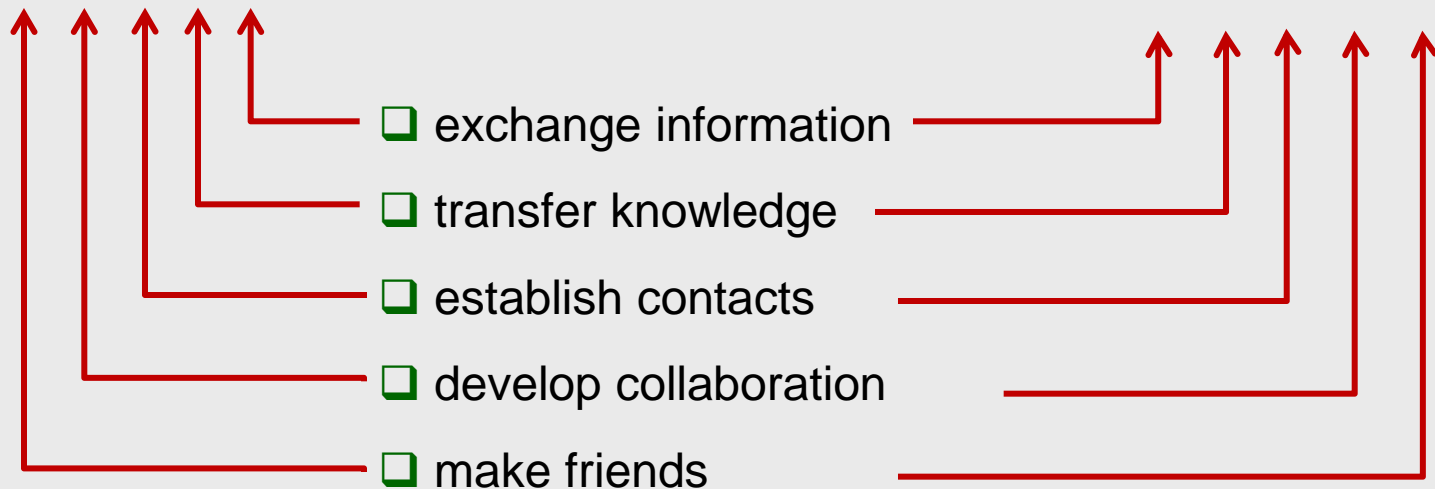 exchange information
transfer knowledge
establish contacts
develop collaboration
make friends